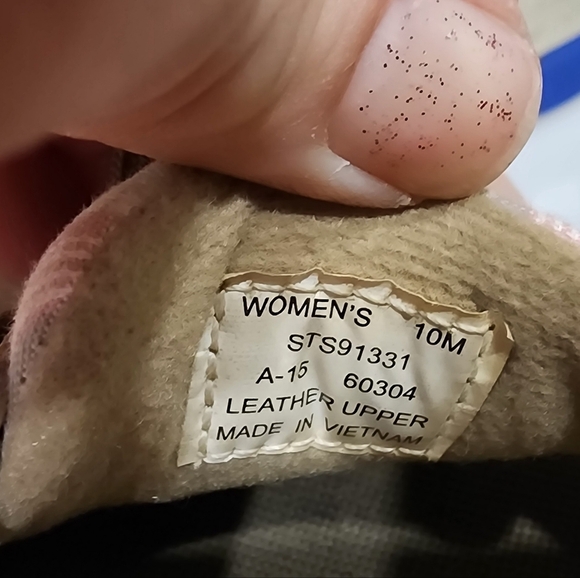 WOMEN'S 10M
STS91331
A-15 60304
LEATHER UPPER
MADE IN VIETNAM